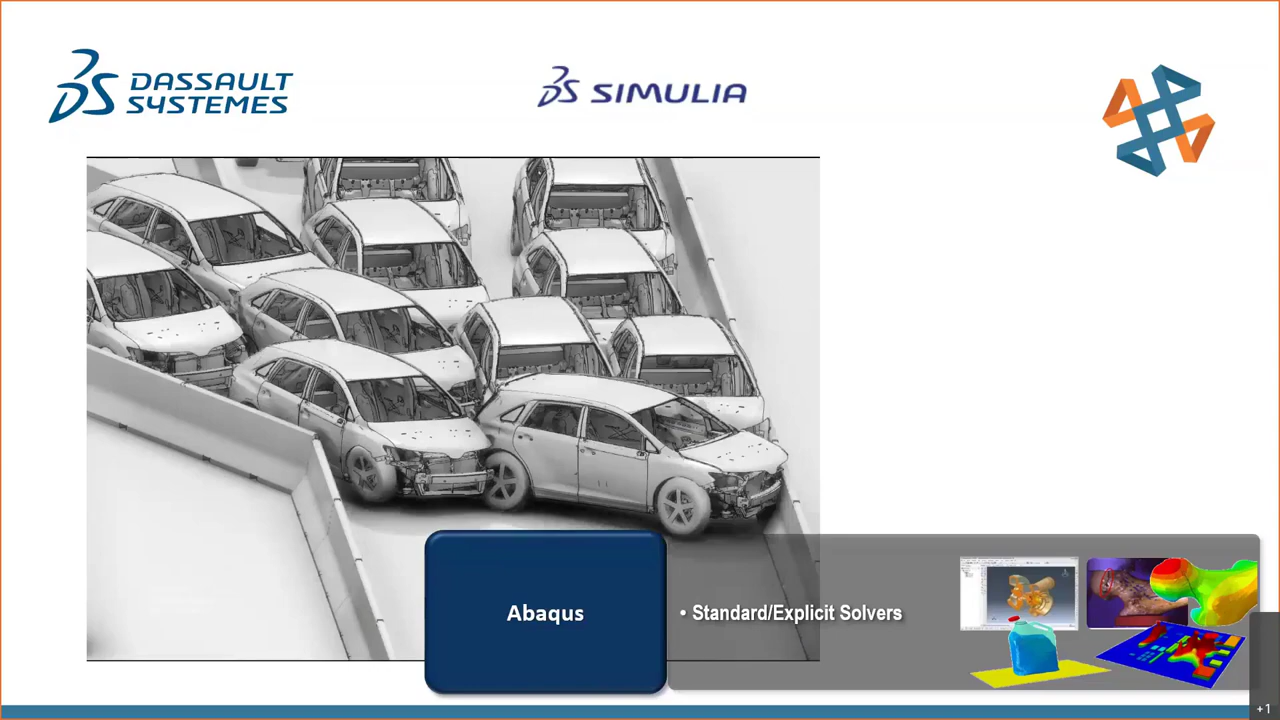 DASSAULT
SYSTEMES
SIMULIA
Abaqus
• Standard/Explicit Solvers
+1